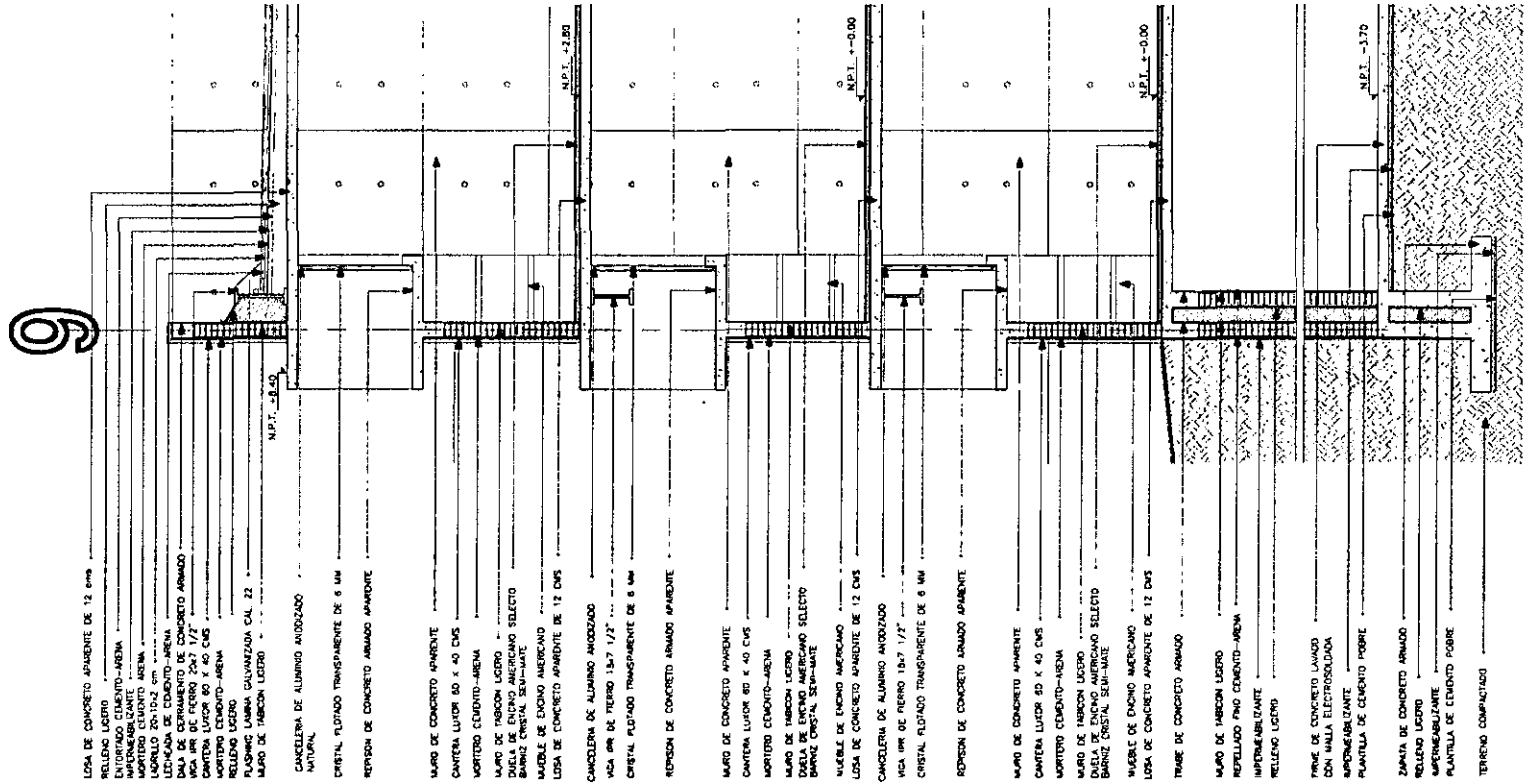 9
LOSA DE CONCRETO APARENTE DE 12 cms
RELLENO LIGERO
ENTORTADO CEMENTO-ARENA
IMPERMEABILIZANTE
MORTERO CEMENTO ARENA
LADRILLO 20×10×2 cm
LECHEADA DE CEMENTO-ARENA
DALA DE CERRAMIENTO DE CONCRETO ARMADO
VIGA IPR DE FIERRO 20x7 1/2"
CANTERA LUXOR 60 X 40 CMS
MORTERO CEMENTO-ARENA
RELLENO LIGERO
FLASHING LAMINA GALVANIZADA CAL. 22
MURO DE TABICON LIGERO
N.P.T. +8.40
CANCELERIA DE ALUMINIO ANODIZADO
NATURAL
CRISTAL FLOTADO TRANSPARENTE DE 6 MM
REPISON DE CONCRETO ARMADO APARENTE
MURO DE CONCRETO APARENTE
CANTERA LUXOR 60 X 40 CMS
MORTERO CEMENTO-ARENA
MURO DE TABICON LIGERO
DUELA DE ENCINO AMERICANO SELECTO
BARNIZ CRISTAL SEMI-MATE
MUEBLE DE ENCINO AMERICANO
LOSA DE CONCRETO APARENTE DE 12 CMS
N.P.T. +2.80
CANCELERIA DE ALUMINIO ANODIZADO
VIGA IPR DE FIERRO 15x7 1/2"
CRISTAL FLOTADO TRANSPARENTE DE 6 MM
REPISON DE CONCRETO ARMADO APARENTE
MURO DE CONCRETO APARENTE
CANTERA LUXOR 60 X 40 CMS
MORTERO CEMENTO-ARENA
MURO DE TABICON LIGERO
DUELA DE ENCINO AMERICANO SELECTO
BARNIZ CRISTAL SEMI-MATE
MUEBLE DE ENCINO AMERICANO
LOSA DE CONCRETO APARENTE DE 12 CMS
N.P.T. +-0.00
CANCELERIA DE ALUMINIO ANODIZADO
VIGA IPR DE FIERRO 15x7 1/2"
CRISTAL FLOTADO TRANSPARENTE DE 6 MM
REPISON DE CONCRETO ARMADO APARENTE
MURO DE CONCRETO APARENTE
CANTERA LUXOR 60 X 40 CMS
MORTERO CEMENTO-ARENA
MURO DE TABICON LIGERO
DUELA DE ENCINO AMERICANO SELECTO
BARNIZ CRISTAL SEMI-MATE
MUEBLE DE ENCINO AMERICANO
LOSA DE CONCRETO APARENTE DE 12 CMS
N.P.T. +-0.00
TRABE DE CONCRETO ARMADO
MURO DE TABICON LIGERO
REPELLADO FINO CEMENTO-ARENA
IMPERMEABILIZANTE
RELLENO LIGERO
FIRME DE CONCRETO LAVADO
CON MALLA ELECTROSOLDADA
IMPERMEABILIZANTE
PLANTILLA DE CEMENTO POBRE
N.P.T. -3.70
ZAPATA DE CONCRETO ARMADO
RELLENO LIGERO
IMPERMEABILIZANTE
PLANTILLA DE CEMENTO POBRE
TERRENO COMPACTADO